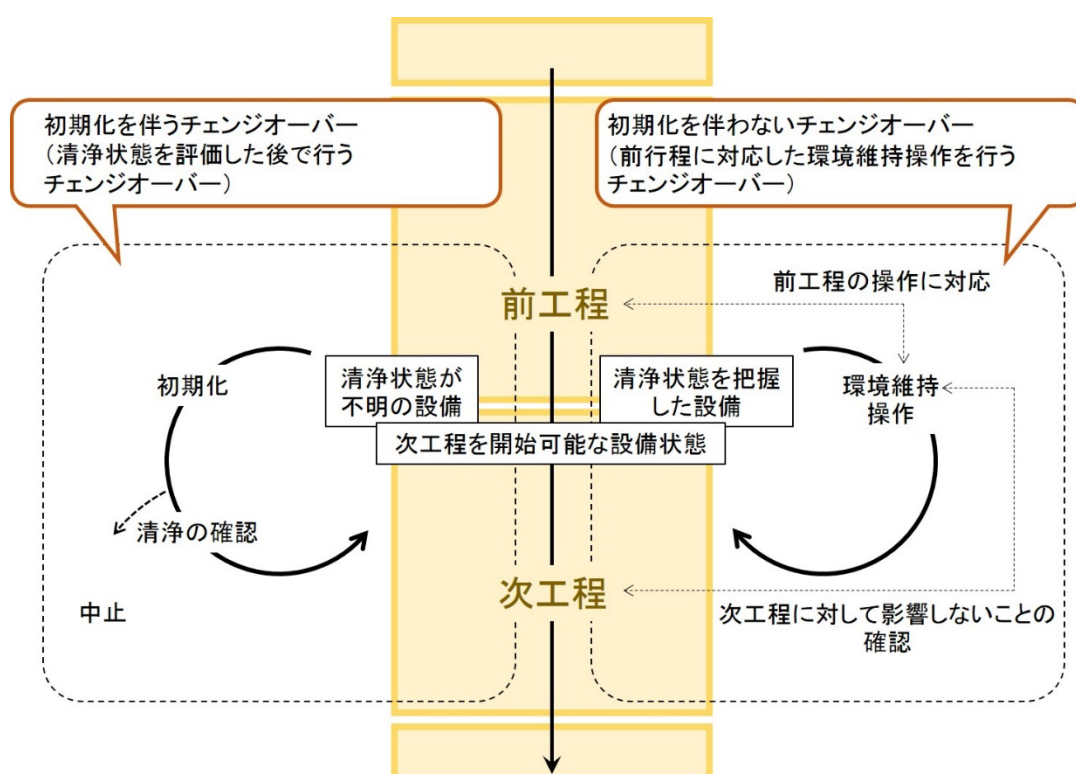 初期化を伴うチェンジオーバー
（清浄状態を評価した後で行う
チェンジオーバー）
初期化を伴わないチェンジオーバー
（前行程に対応した環境維持操作を行う
チェンジオーバー）
前工程の操作に対応
前工程
初期化
清浄状態が
不明の設備
清浄状態を把握
した設備
環境維持
操作
次工程を開始可能な設備状態
清浄の確認
中止
次工程
次工程に対して影響しないことの
確認